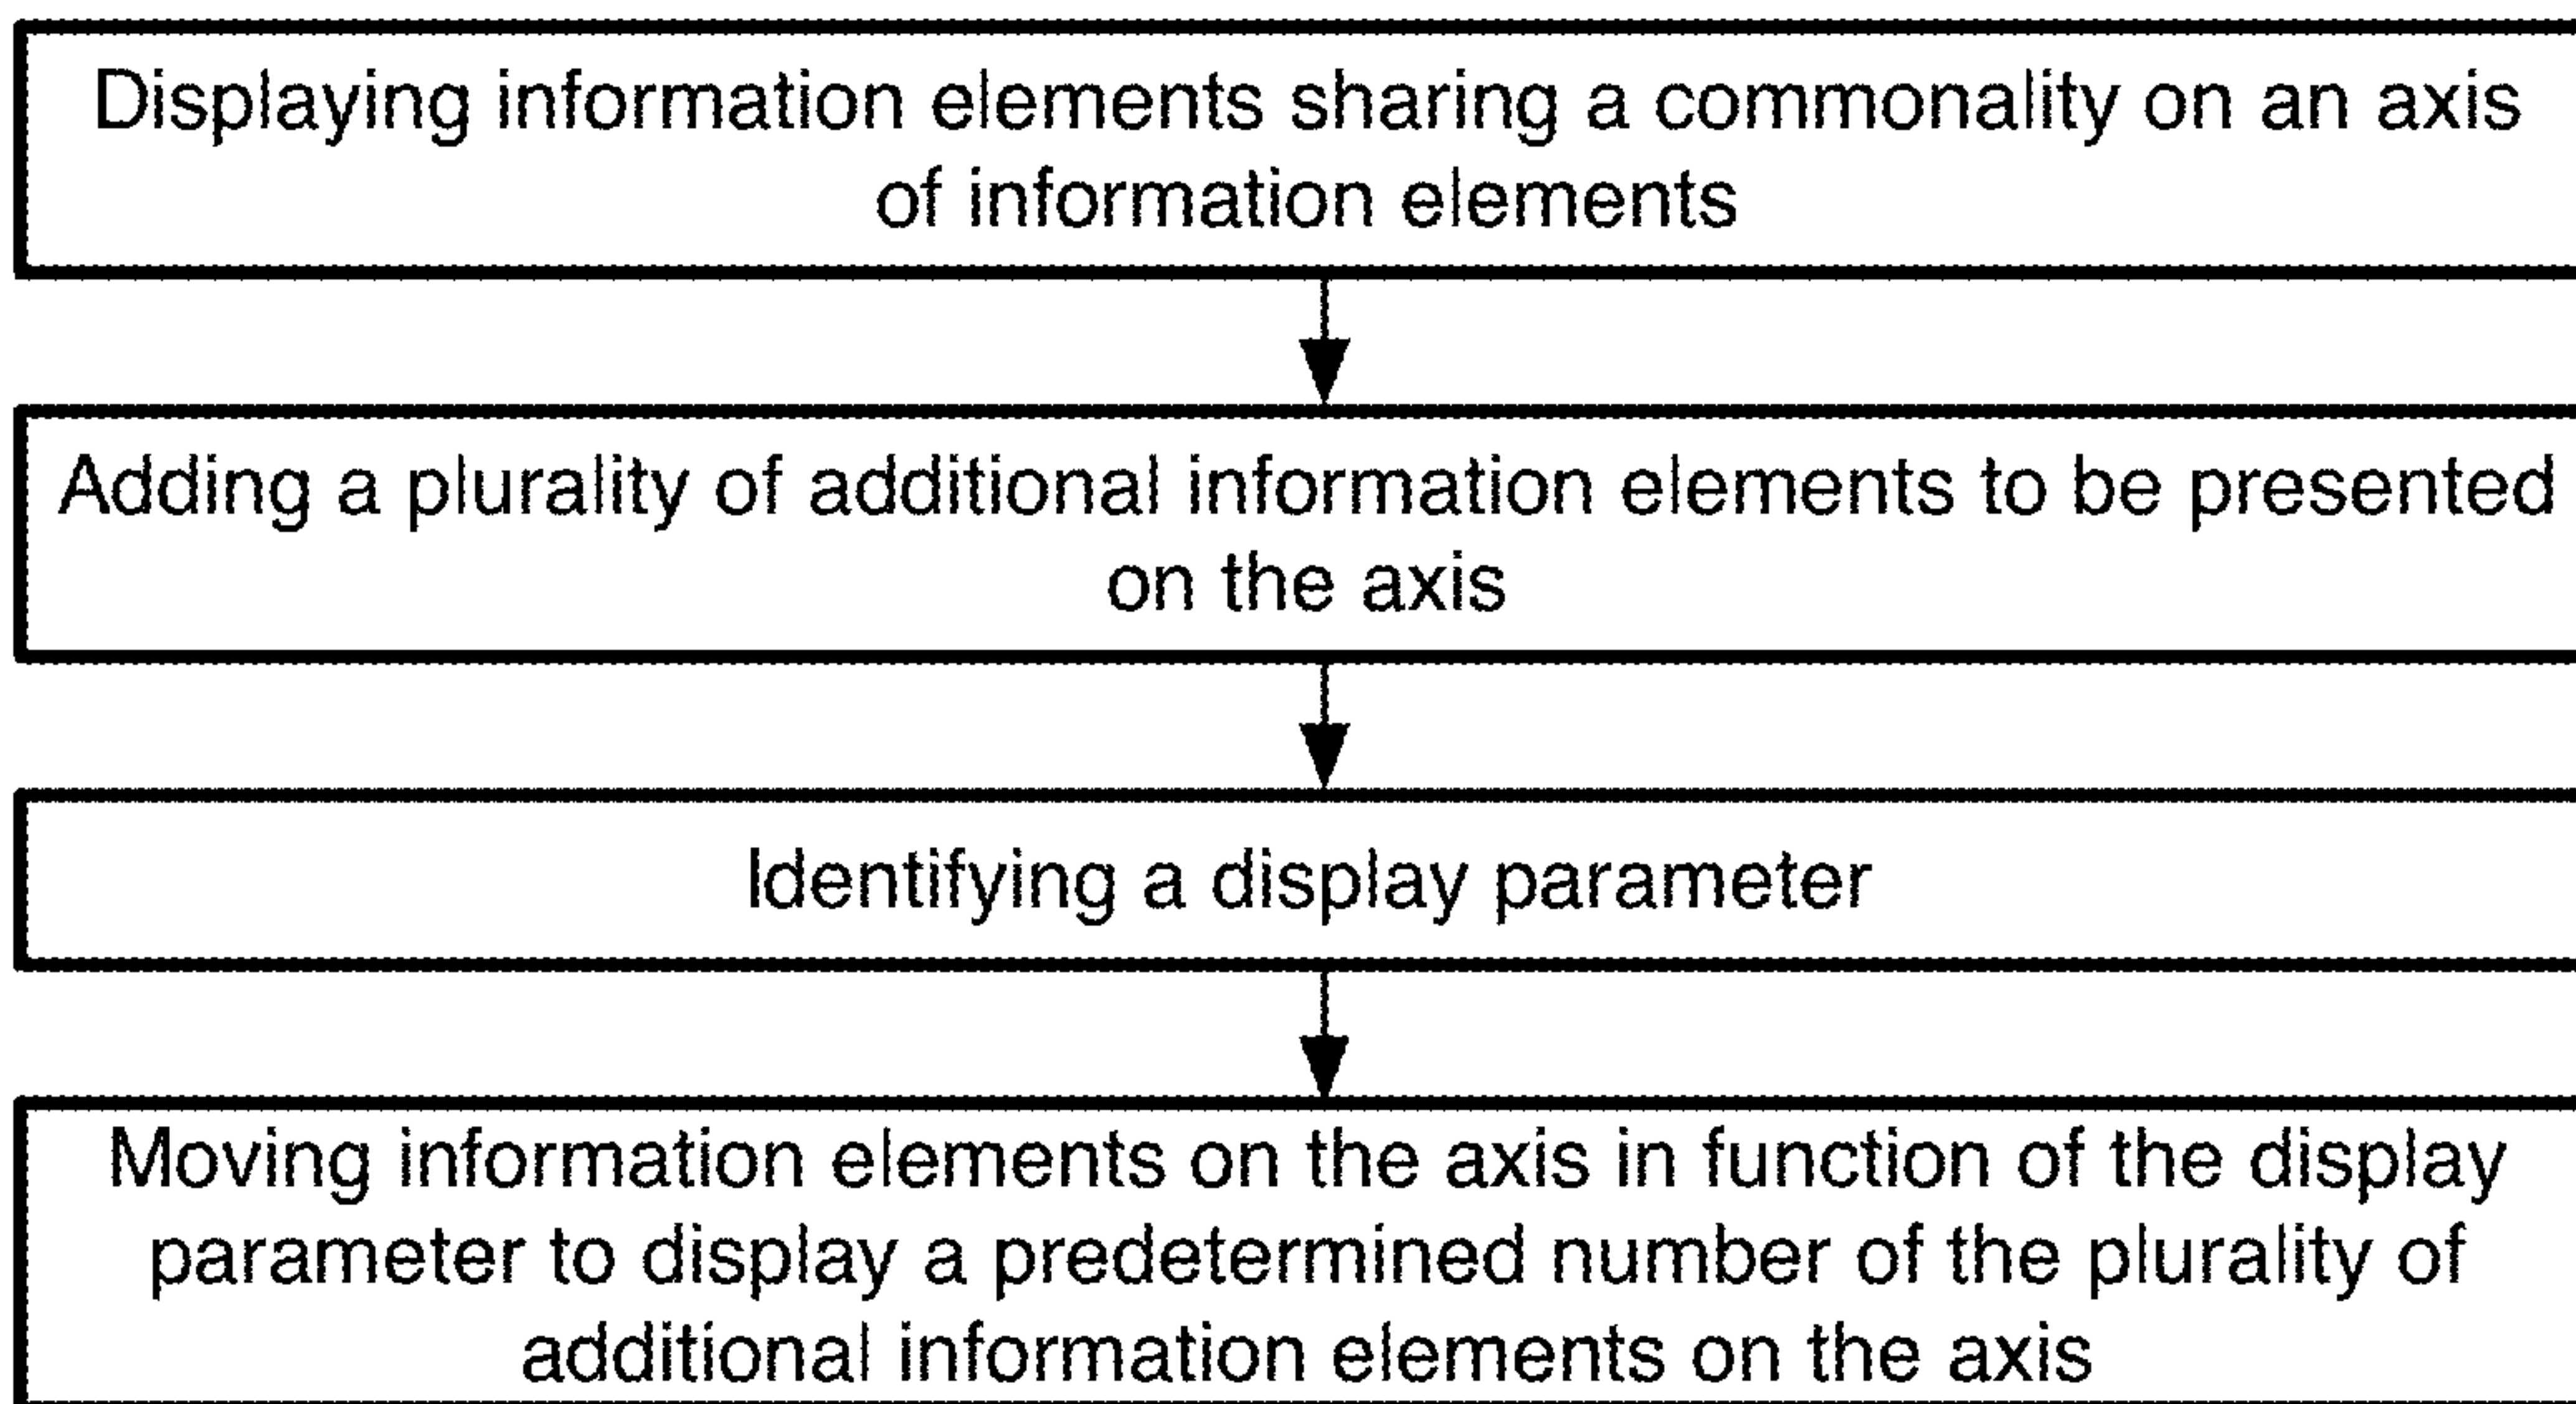 Displaying information elements sharing a commonality on an axis
of information elements
Adding a plurality of additional information elements to be presented
on the axis
Identifying a display parameter
Moving information elements on the axis in function of the display
parameter to display a predetermined number of the plurality of
additional information elements on the axis